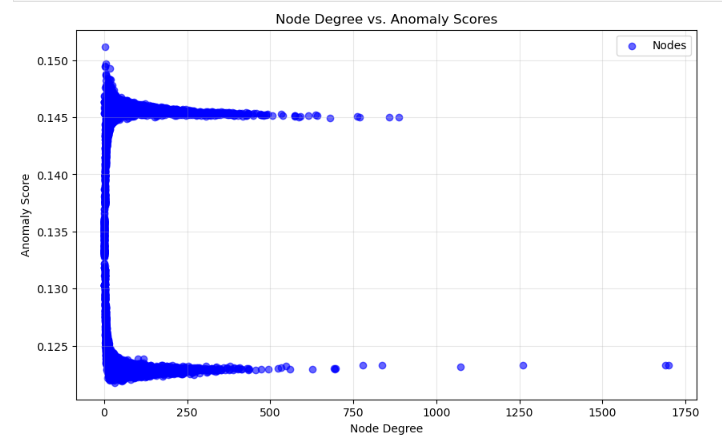 Node Degree vs. Anomaly Scores
Nodes
0.150
0.145
0.140
0.135
0.130
0.125
Anomaly Score
0 250 500 750 1000 1250 1500 1750
Node Degree